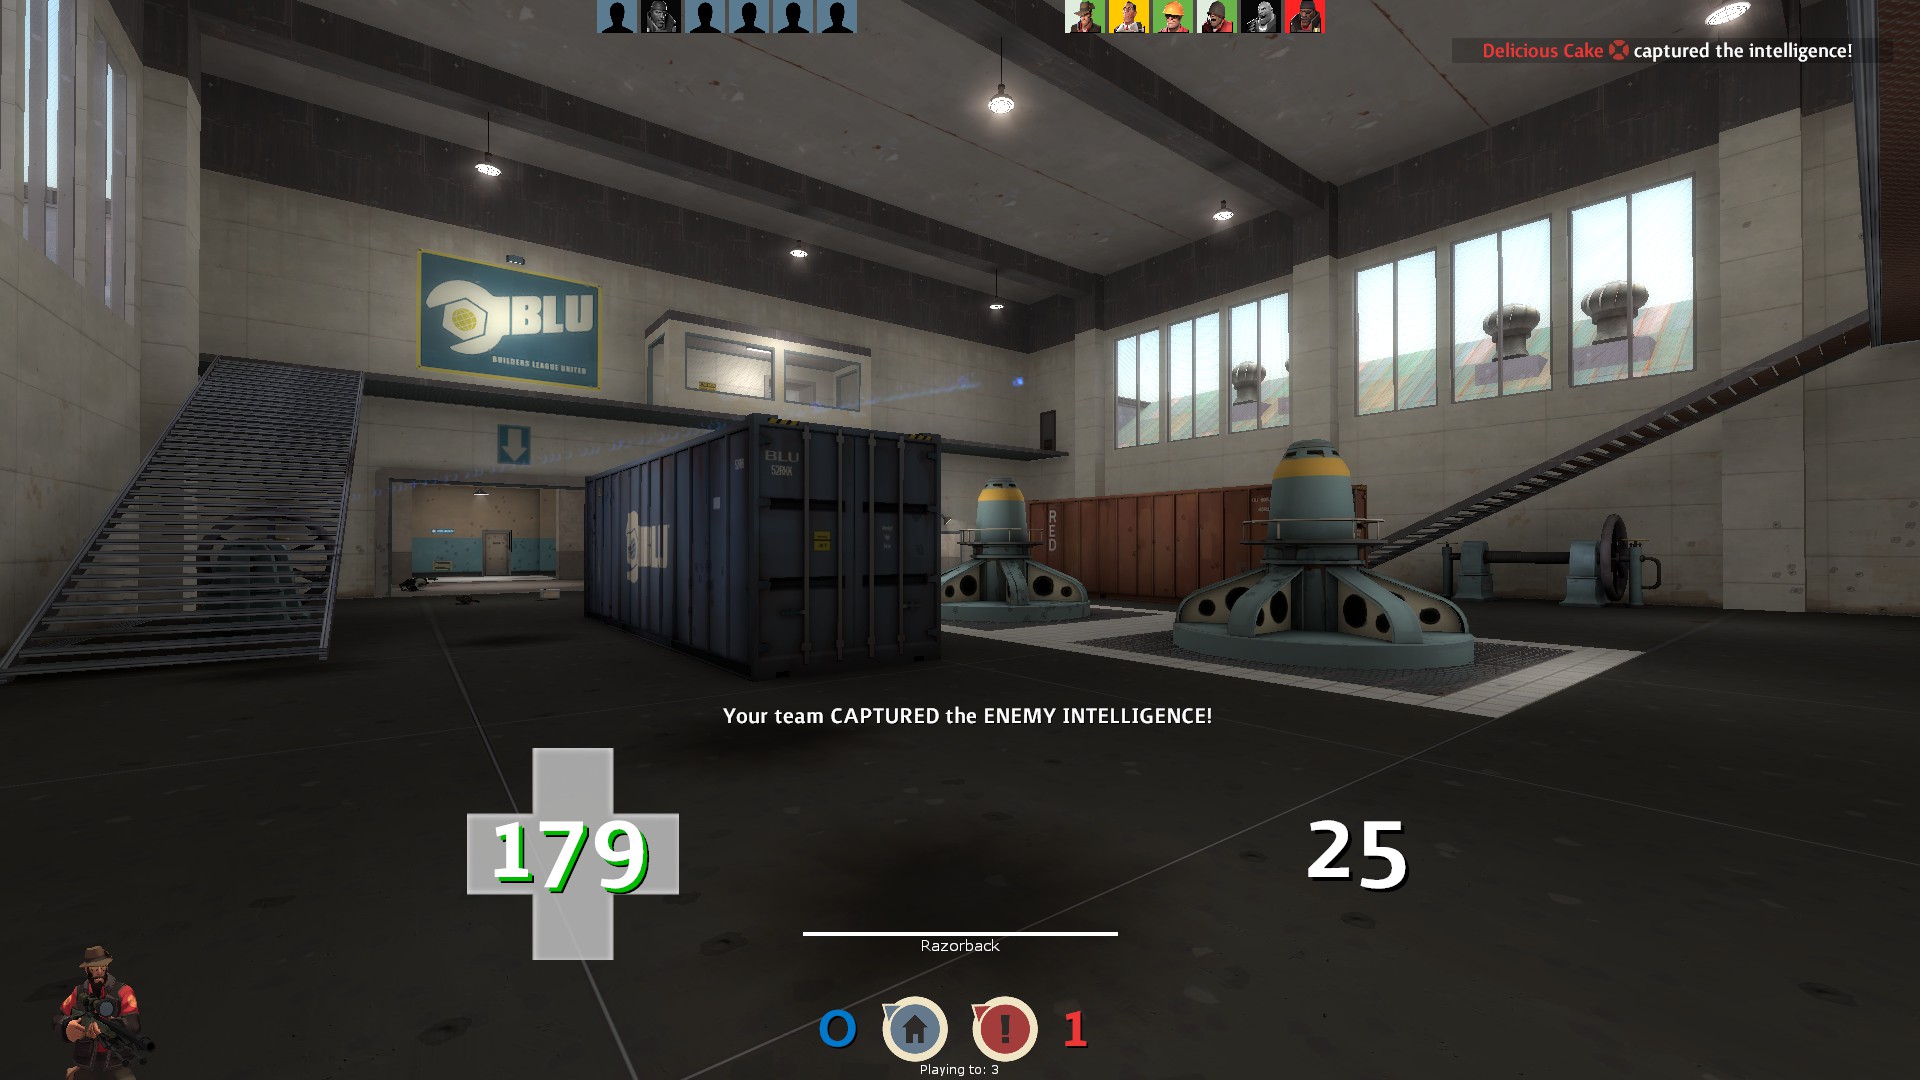 Delicious Cake captured the intelligence!
BLU
BUILDERS LEAGUE UNITED
BLU
BLU
RED
Your team CAPTURED the ENEMY INTELLIGENCE!
179
25
Razorback
0
1
Playing to: 3